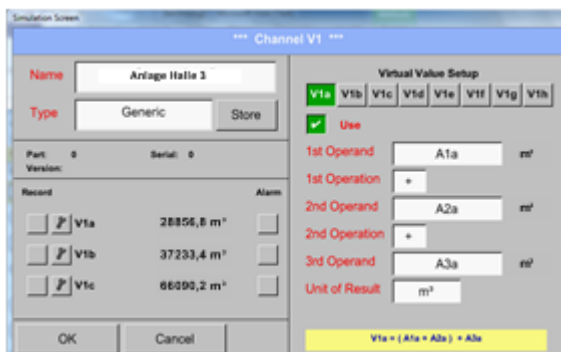 Simulation Screen
*** Channel V1 ***
Name
Anlage Halle 3
Type
Generic
Store
Part: 0
Serial: 0
Version:
Record
Alarm
V1a
28856,8 m³
V1b
37233,4 m³
V1c
66090,2 m³
OK
Cancel
Virtual Value Setup
V1a V1b V1c V1d V1e V1f V1g V1h
Use
1st Operand
A1a
m³
1st Operation
+
2nd Operand
A2a
m³
2nd Operation
+
3rd Operand
A3a
m³
Unit of Result
m³
V1a = ( A1a + A2a ) + A3a